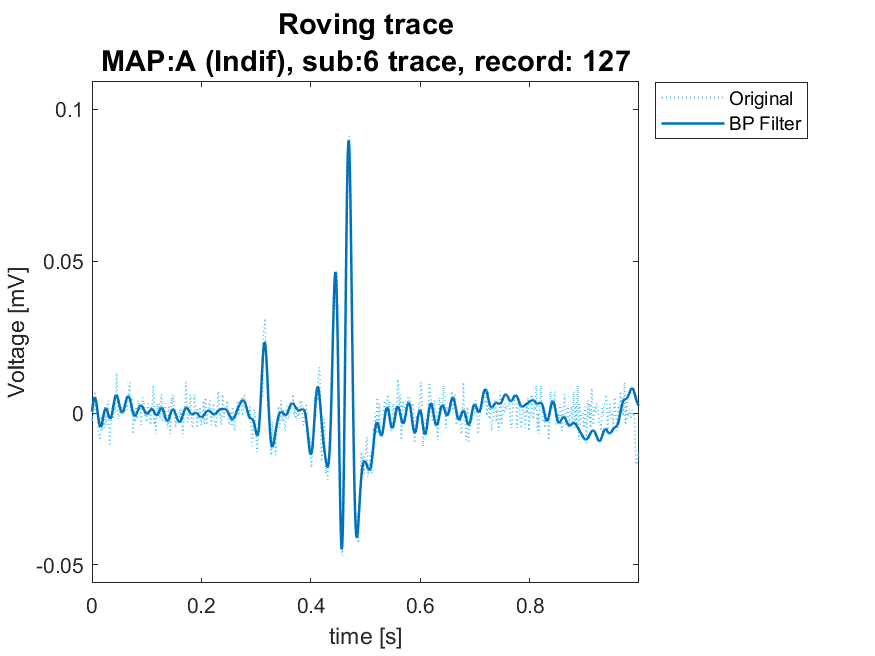 Roving trace
MAP:A (Indif), sub:6 trace, record: 127
Original
BP Filter
0.1
0.05
0
-0.05
Voltage [mV]
0
0.2
0.4
0.6
0.8
time [s]